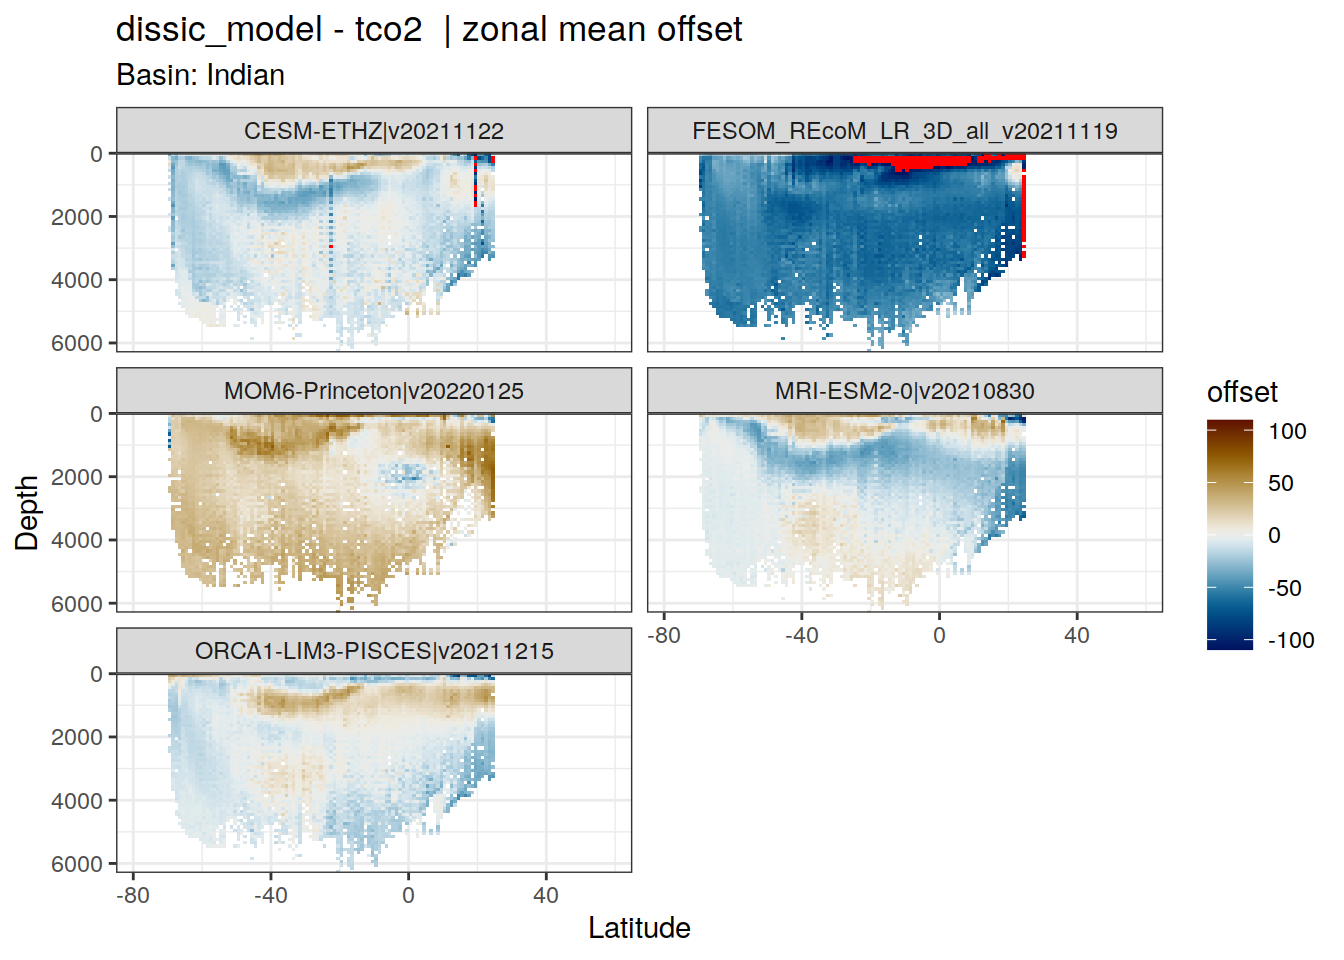 dissic_model - tco2 | zonal mean offset
Basin: Indian
CESM-ETHZ|v20211122
FESOM_REcoM_LR_3D_all_v20211119
0
2000
4000
6000
MOM6-Princeton|v20220125
MRI-ESM2-0|v20210830
0
2000
4000
6000
-80
-40
0
40
ORCA1-LIM3-PISCES|v20211215
0
2000
4000
6000
-80
-40
0
40
Depth
Latitude
offset
100
50
0
-50
-100